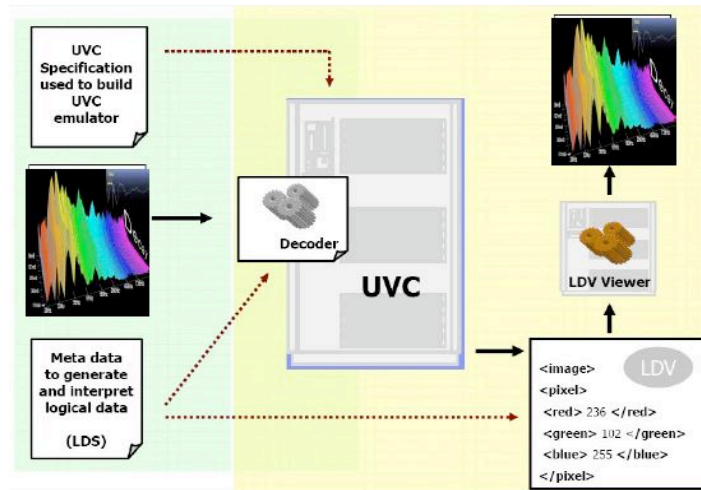 UVC
Specification
used to build
UVC
emulator
Decoder
UVC
LDV Viewer
Meta data
to generate
and interpret
logical data
(LDS)
LDV
<image>
<pixel>
<red> 236 </red>
<green> 102 </green>
<blue> 255 </blue>
</pixel>